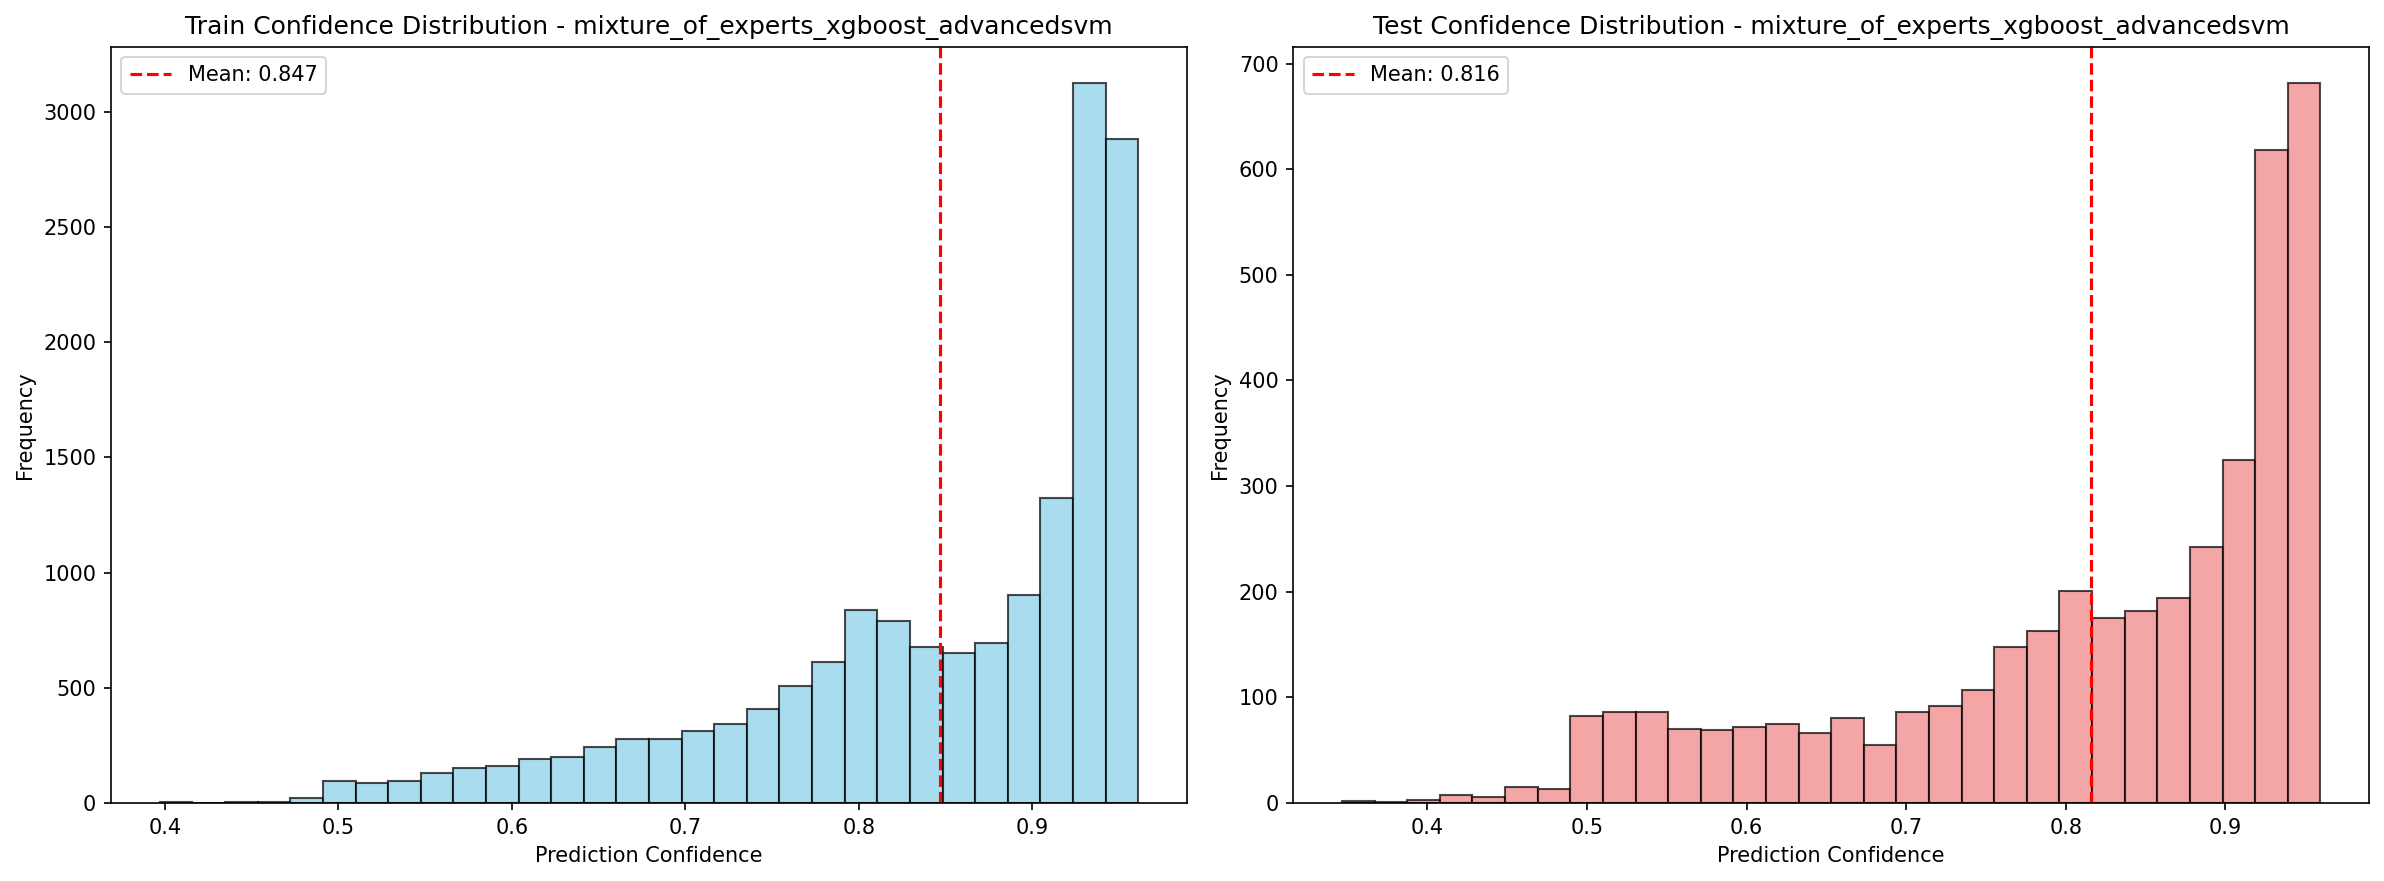 Train Confidence Distribution - mixture_of_experts_xgboost_advancedsvm
Mean: 0.847
3000
2500
2000
1500
1000
500
0
Frequency
0.4 0.5 0.6 0.7 0.8 0.9
Prediction Confidence
Test Confidence Distribution - mixture_of_experts_xgboost_advancedsvm
Mean: 0.816
700
600
500
400
300
200
100
0
Frequency
0.4 0.5 0.6 0.7 0.8 0.9
Prediction Confidence